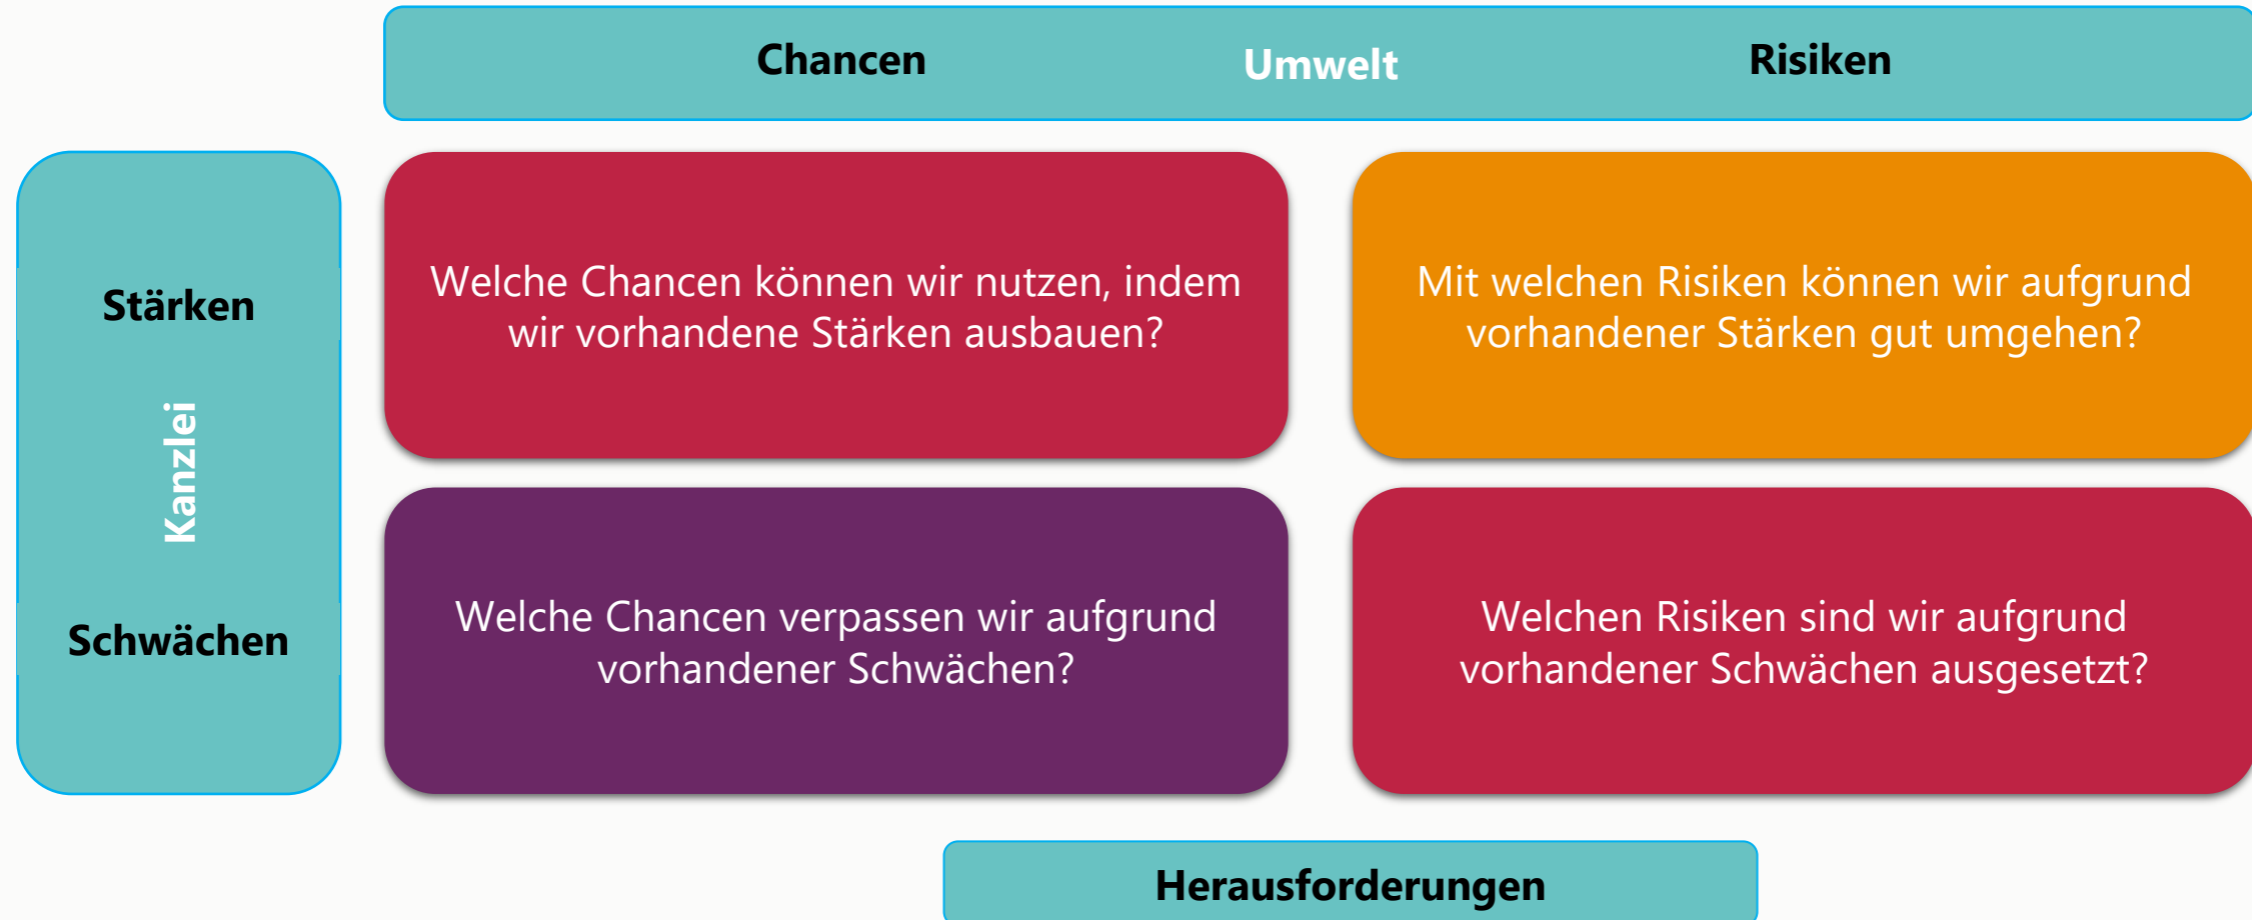 Chancen Umwelt Risiken
Stärken
Kanzlei
Schwächen
Welche Chancen können wir nutzen, indem
wir vorhandene Stärken ausbauen?
Mit welchen Risiken können wir aufgrund
vorhandener Stärken gut umgehen?
Welche Chancen verpassen wir aufgrund
vorhandener Schwächen?
Welchen Risiken sind wir aufgrund
vorhandener Schwächen ausgesetzt?
Herausforderungen